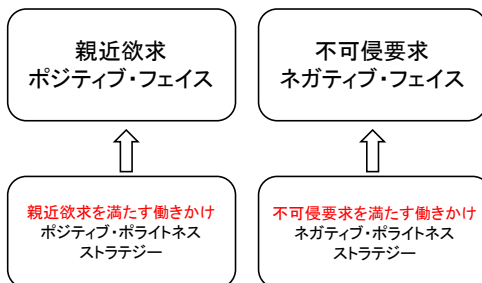 親近欲求
ポジティブ・フェイス
不可侵要求
ネガティブ・フェイス
親近欲求を満たす働きかけ
ポジティブ・ポライトネス
ストラテジー
不可侵要求を満たす働きかけ
ネガティブ・ポライトネス
ストラテジー